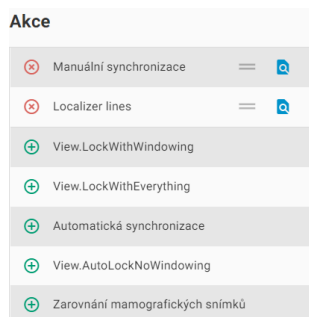 Akce
Manuální synchronizace
Localizer lines
View.LockWithWindowing
View.LockWithEverything
Automatická synchronizace
View.AutoLockNoWindowing
Zarovnání mamografických snímků